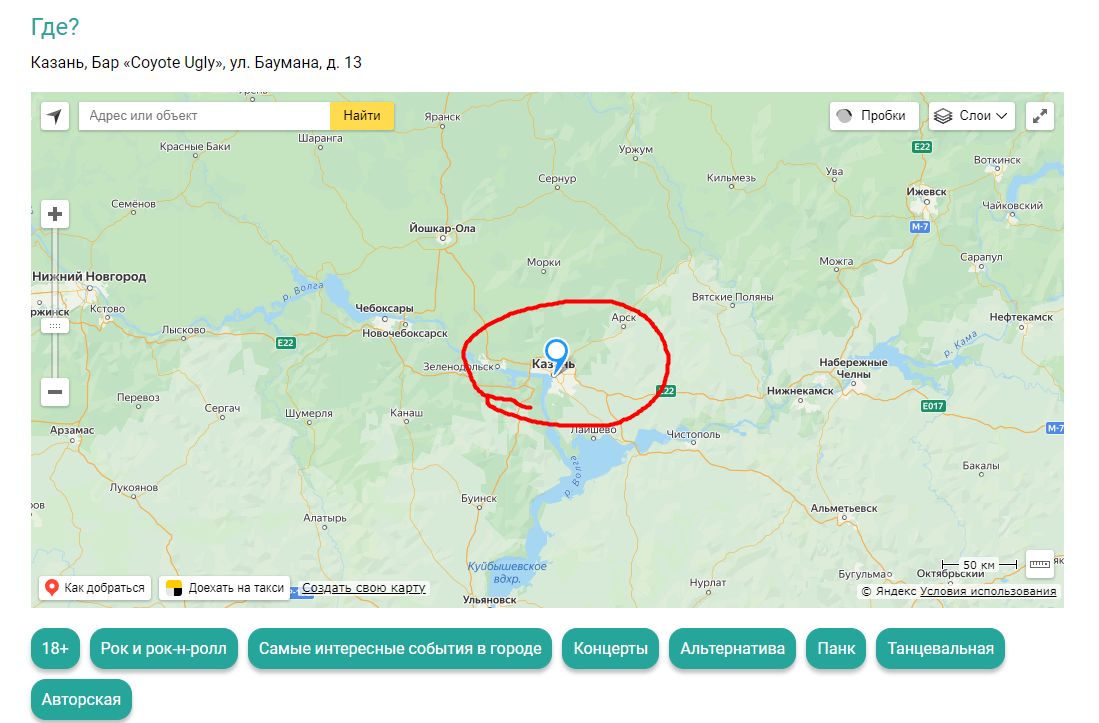 Где?
Казань, Бар «Coyote Ugly», ул. Баумана, д. 13
Адрес или объект
Найти
Пробки
Слои
Яранск
Шаранга
Красные Баки
Уржум
E22
Воткинск
Кильмезь
Ува
Сернур
Ижевск
Семёнов
Чайковский
Йошкар-Ола
М-7
Морки
Можга
Сарапул
Нижний Новгород
р. Волга
Вятские Поляны
Кстово
Чебоксары
Арск
Нефтекамск
Лысково
Новочебоксарск
E22
р. Кама
Зеленодольск
Казань
Набережные
Челны
Нижнекамск
E22
Перевоз
Сергач
Шумерля
Канаш
E017
Арзамас
Лаишево
Чистополь
М-7
р. Волга
Бакалы
Лукоянов
Буинск
Алатырь
Альметьевск
Куйбышевское
вдхр.
50 км
Бугульма
Октябрьский
Нурлат
Ульяновск
Как добраться
Доехать на такси
Создать свою карту
© Яндекс Условия использования
18+
Рок и рок-н-ролл
Самые интересные события в городе
Концерты
Альтернатива
Панк
Танцевальная
Авторская